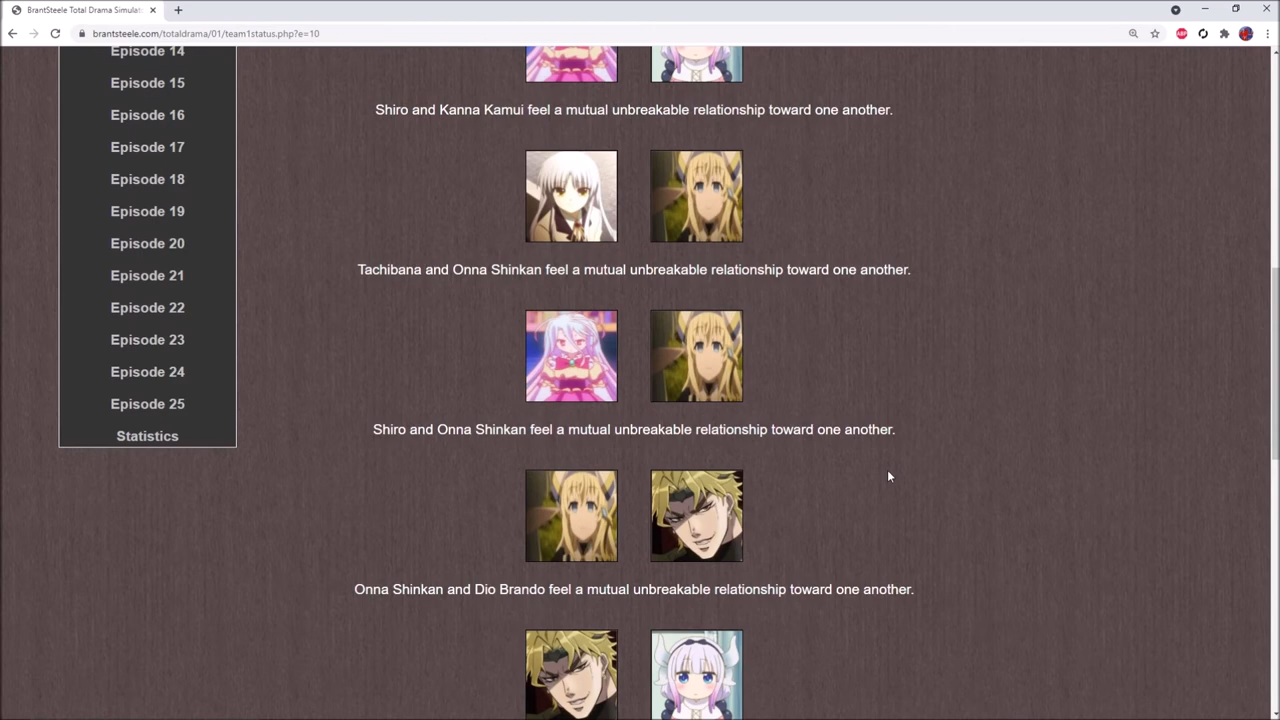 BrantSteele Total Drama Simulat
brantsteele.com/totaldrama/01/team1status.php?e=10
ABP
Episode 14
Episode 15
Episode 16
Episode 17
Episode 18
Episode 19
Episode 20
Episode 21
Episode 22
Episode 23
Episode 24
Episode 25
Statistics
Shiro and Kanna Kamui feel a mutual unbreakable relationship toward one another.
Tachibana and Onna Shinkan feel a mutual unbreakable relationship toward one another.
Shiro and Onna Shinkan feel a mutual unbreakable relationship toward one another.
Onna Shinkan and Dio Brando feel a mutual unbreakable relationship toward one another.